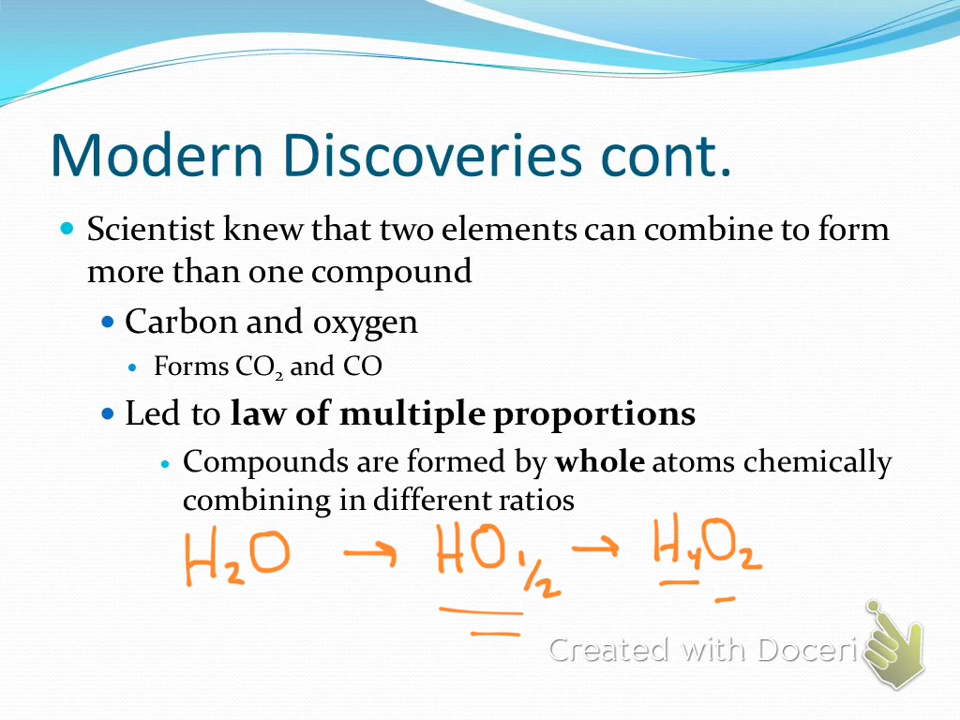 Modern Discoveries cont.
Scientist knew that two elements can combine to form
more than one compound
Carbon and oxygen
Forms CO₂ and CO
Led to law of multiple proportions
Compounds are formed by whole atoms chemically
combining in different ratios
H₂O → HO₁/₂ → H₄O₂
Created with Doceri